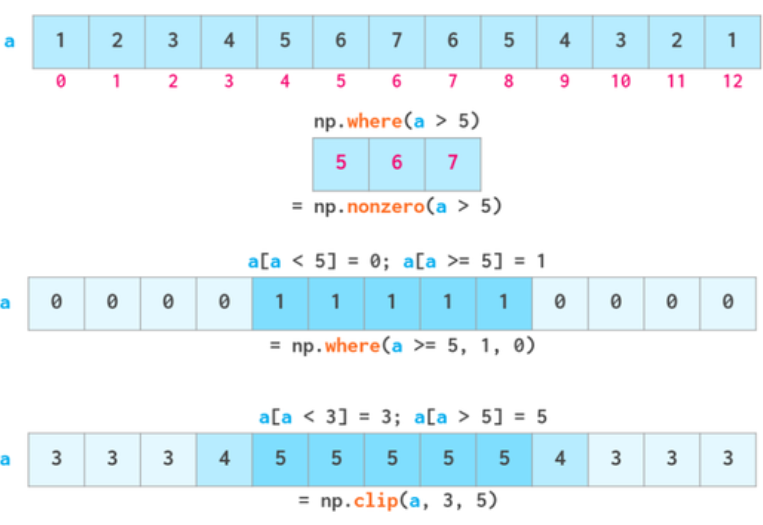 a 1 2 3 4 5 6 7 6 5 4 3 2 1
0 1 2 3 4 5 6 7 8 9 10 11 12
np.where(a > 5)
5 6 7
= np.nonzero(a > 5)
a[a < 5] = 0; a[a >= 5] = 1
a 0 0 0 0 1 1 1 1 1 0 0 0 0
= np.where(a >= 5, 1, 0)
a[a < 3] = 3; a[a > 5] = 5
a 3 3 3 4 5 5 5 5 5 4 3 3 3
= np.clip(a, 3, 5)